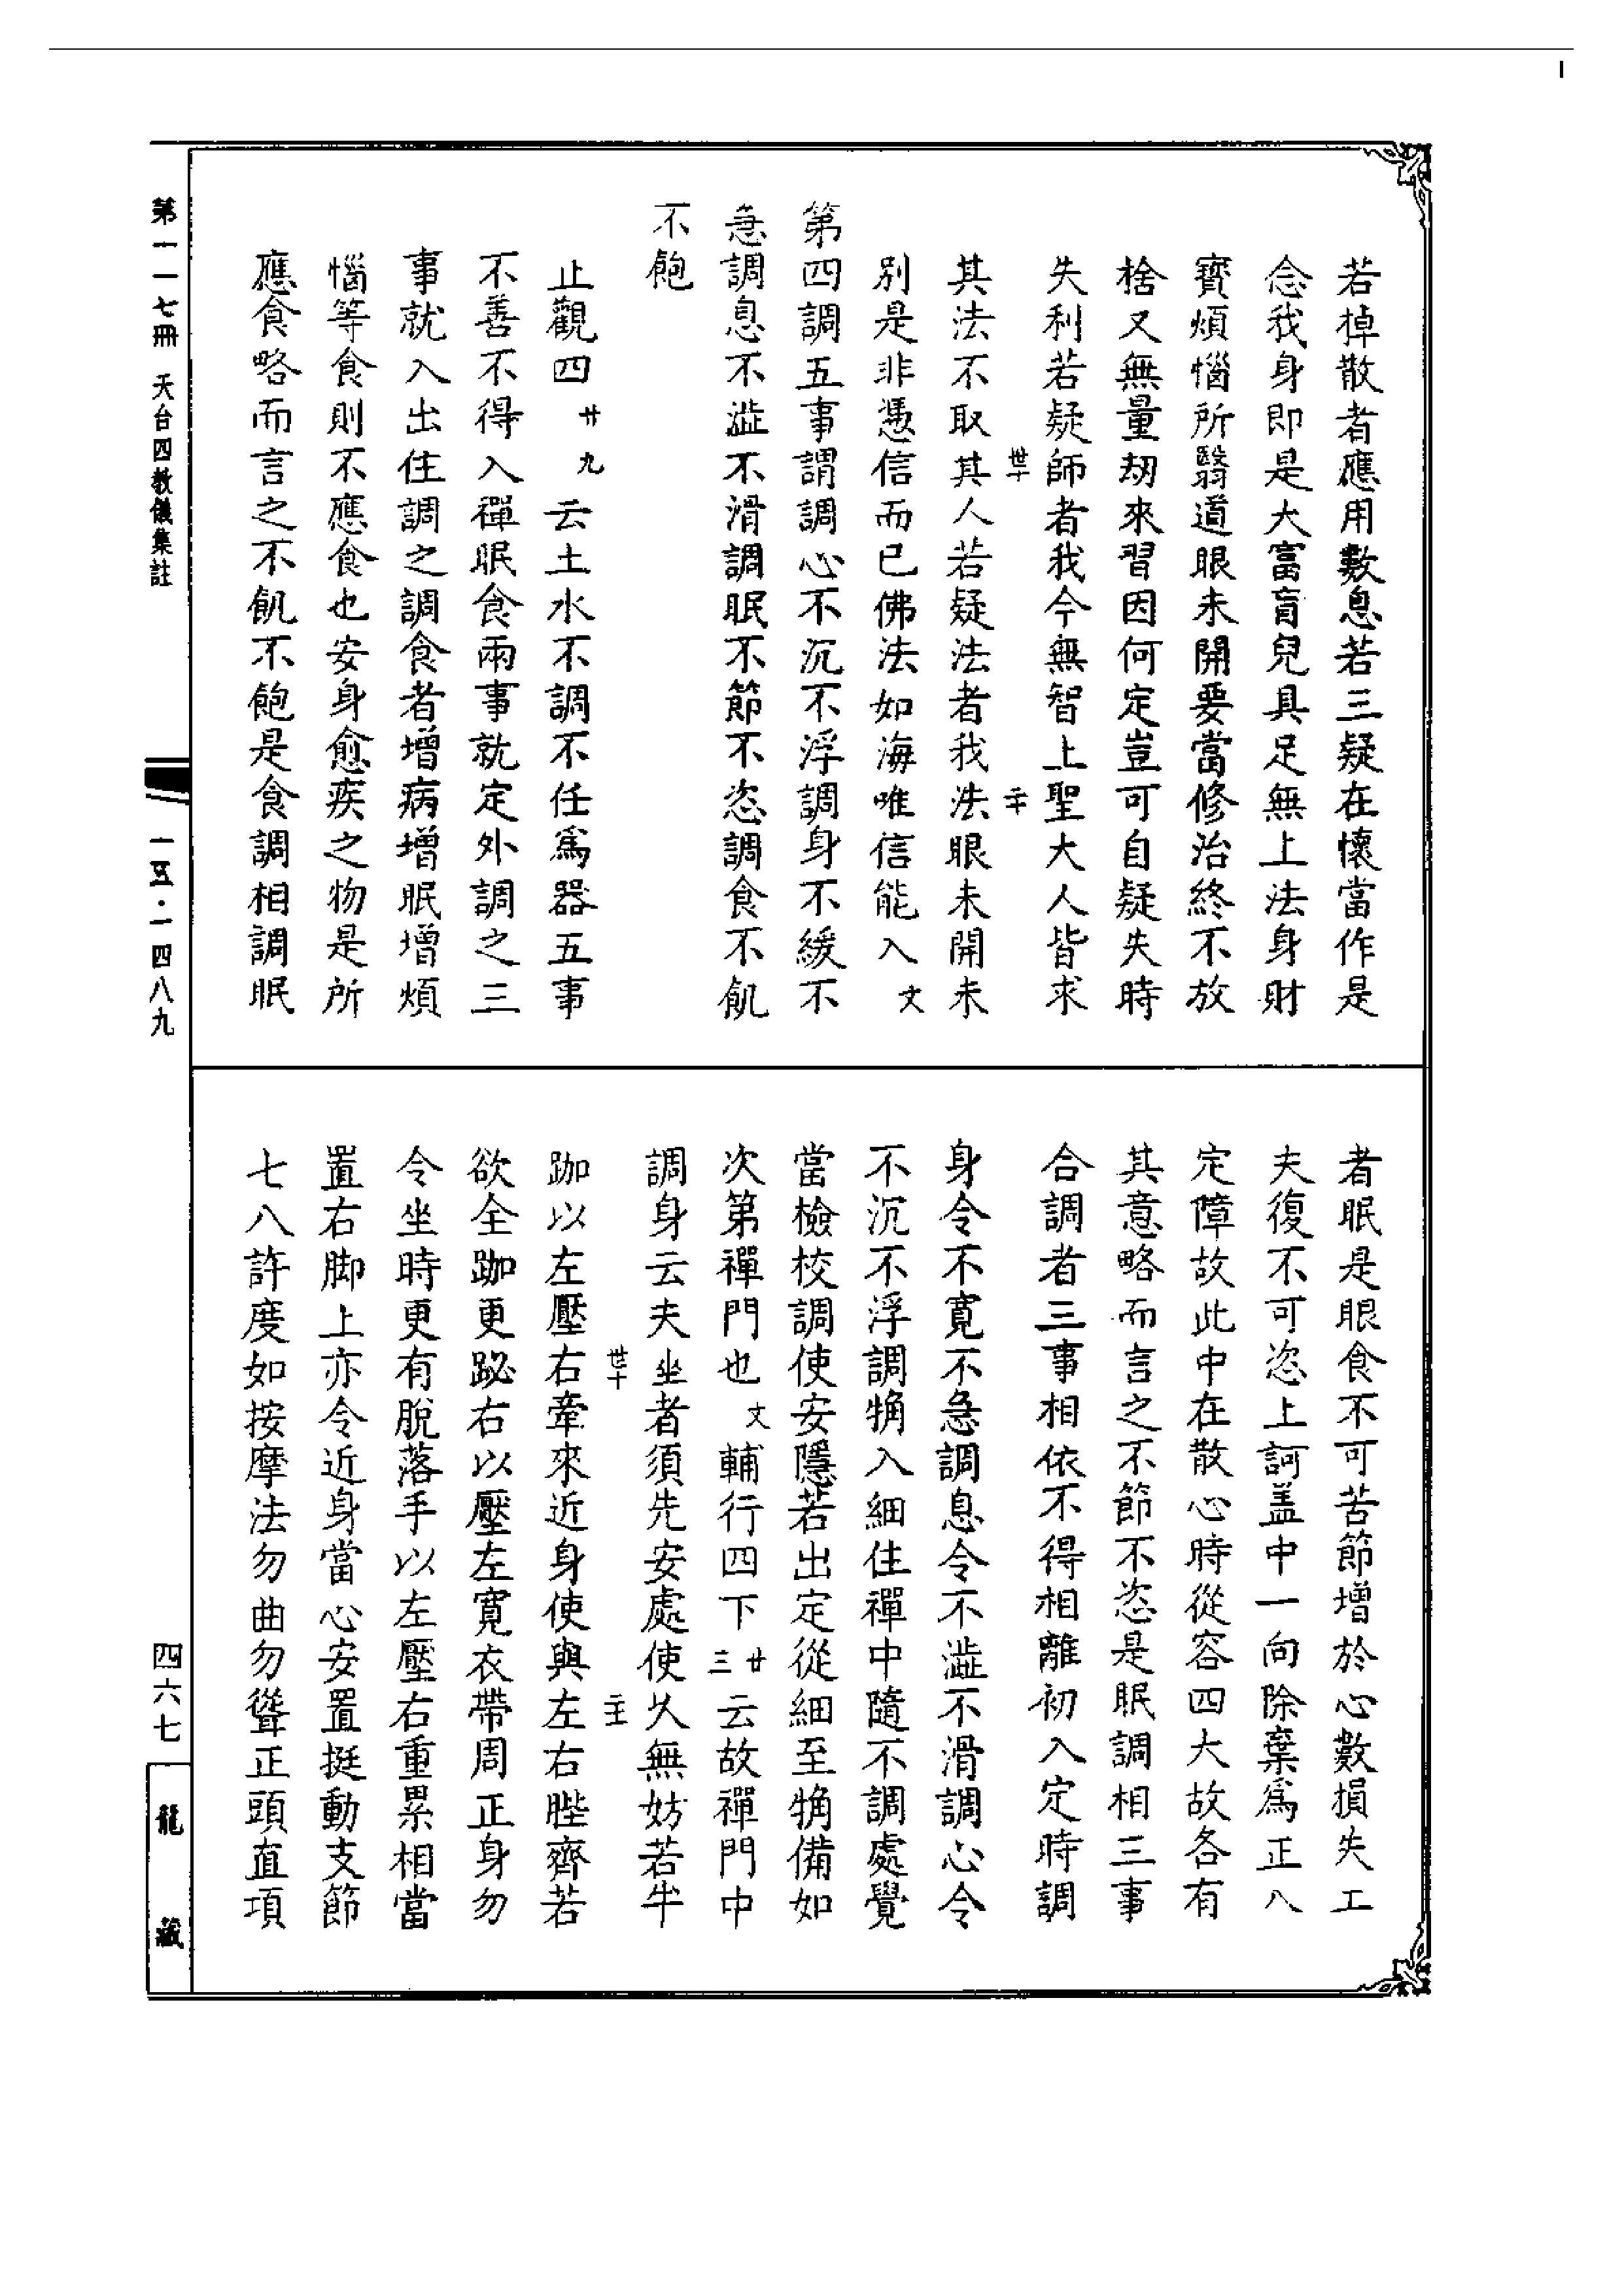 若掉散者應用數息若三疑在懷當作是
念我身即是大富盲兒具足無上法身財
寶煩惱所翳道眼未開要當修治終不放
捨又無量劫來習因何定豈可自疑失時
失利若疑師者我今無智上聖大人皆求
其法不取其人若疑法者我法眼未開未
別是非憑信而已佛法如海唯信能入文
第四調五事謂調心不沉不浮調身不緩不
急調息不澁不滑調眠不節不恣調食不飢
不飽
止觀四廿九云土水不調不任爲器五事
不善不得入禪眠食兩事就定外調之三
事就入出住調之調食者增病增眠增煩
惱等食則不應食也安身愈疾之物是所
應食略而言之不飢不飽是食調相調眠
者眠是眼食不可苦節增於心數損失工
夫復不可恣上訶盖中一向除棄爲正入
定障故此中在散心時從容四大故各有
其意略而言之不節不恣是眠調相三事
合調者三事相依不得相離初入定時調
身令不寬不急調息令不澁不滑調心令
不沉不浮調麁入細住禪中隨不調處覺
當檢校調使安隱若出定從細至麁備如
次第禪門也文輔行四下廿三云故禪門中
調身云夫坐者須先安處使久無妨若半
跏以左壓右牽來近身使與左右䏶齊若
欲全跏更跛右以壓左寬衣帶周正身勿
令坐時更有脫落手以左壓右重累相當
置右脚上亦令近身當心安置挺動支節
七八許度如按摩法勿曲勿聳正頭直項
第一一七冊 天台四教儀集註
一五·一四八九
四六七
龍藏